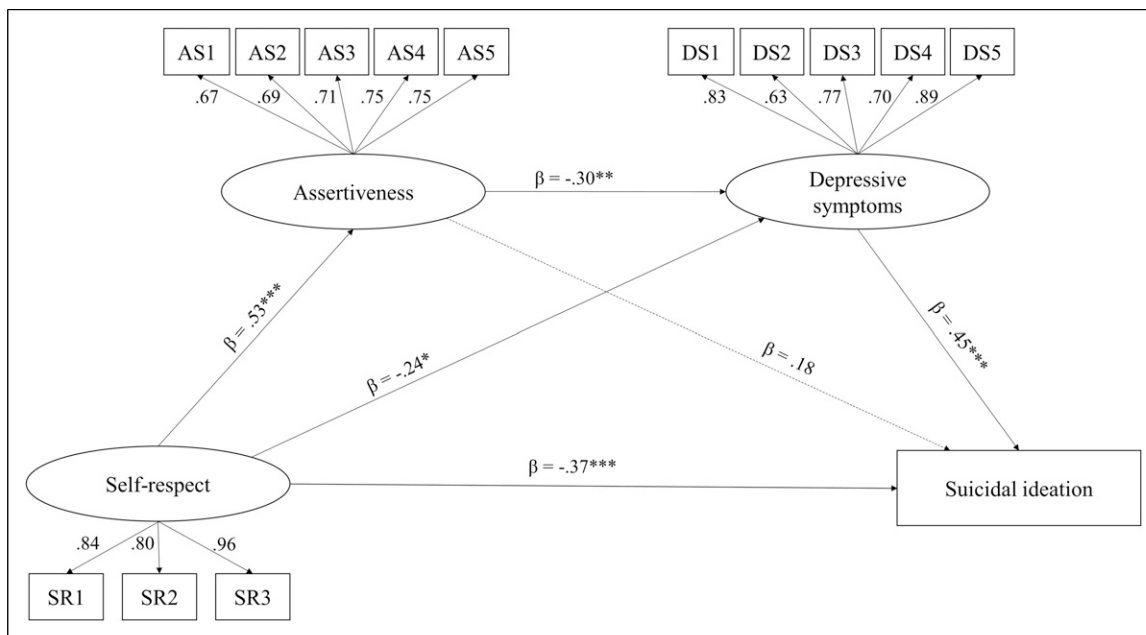 AS1 AS2 AS3 AS4 AS5
DS1 DS2 DS3 DS4 DS5
.67 .69 .71 .75 .75
.83 .63 .77 .70 .89
Assertiveness
β = -.30**
Depressive
symptoms
β = .53***
β = -.24*
β = .18
β = .45***
Self-respect
β = -.37***
Suicidal ideation
.84 .80 .96
SR1 SR2 SR3